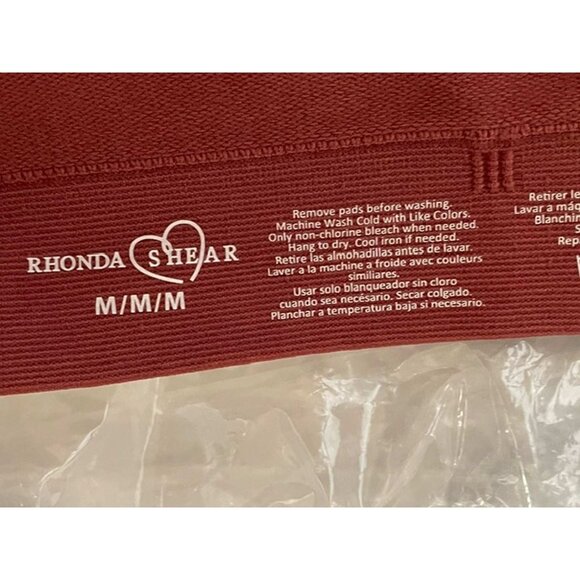 RHONDA SHEAR
M/M/M
Remove pads before washing.
Machine Wash Cold with Like Colors.
Only non-chlorine bleach when needed.
Hang to dry. Cool iron if needed.
Retire las almohadillas antes de lavar.
Laver a la machine a froide avec couleurs
similiares.
Usar solo blanqueador sin cloro
cuando sea necésario. Secar colgado.
Planchar a temperatura baja si necesario.
Retirer le
Lavar a máq
Blanchin
S
Rep